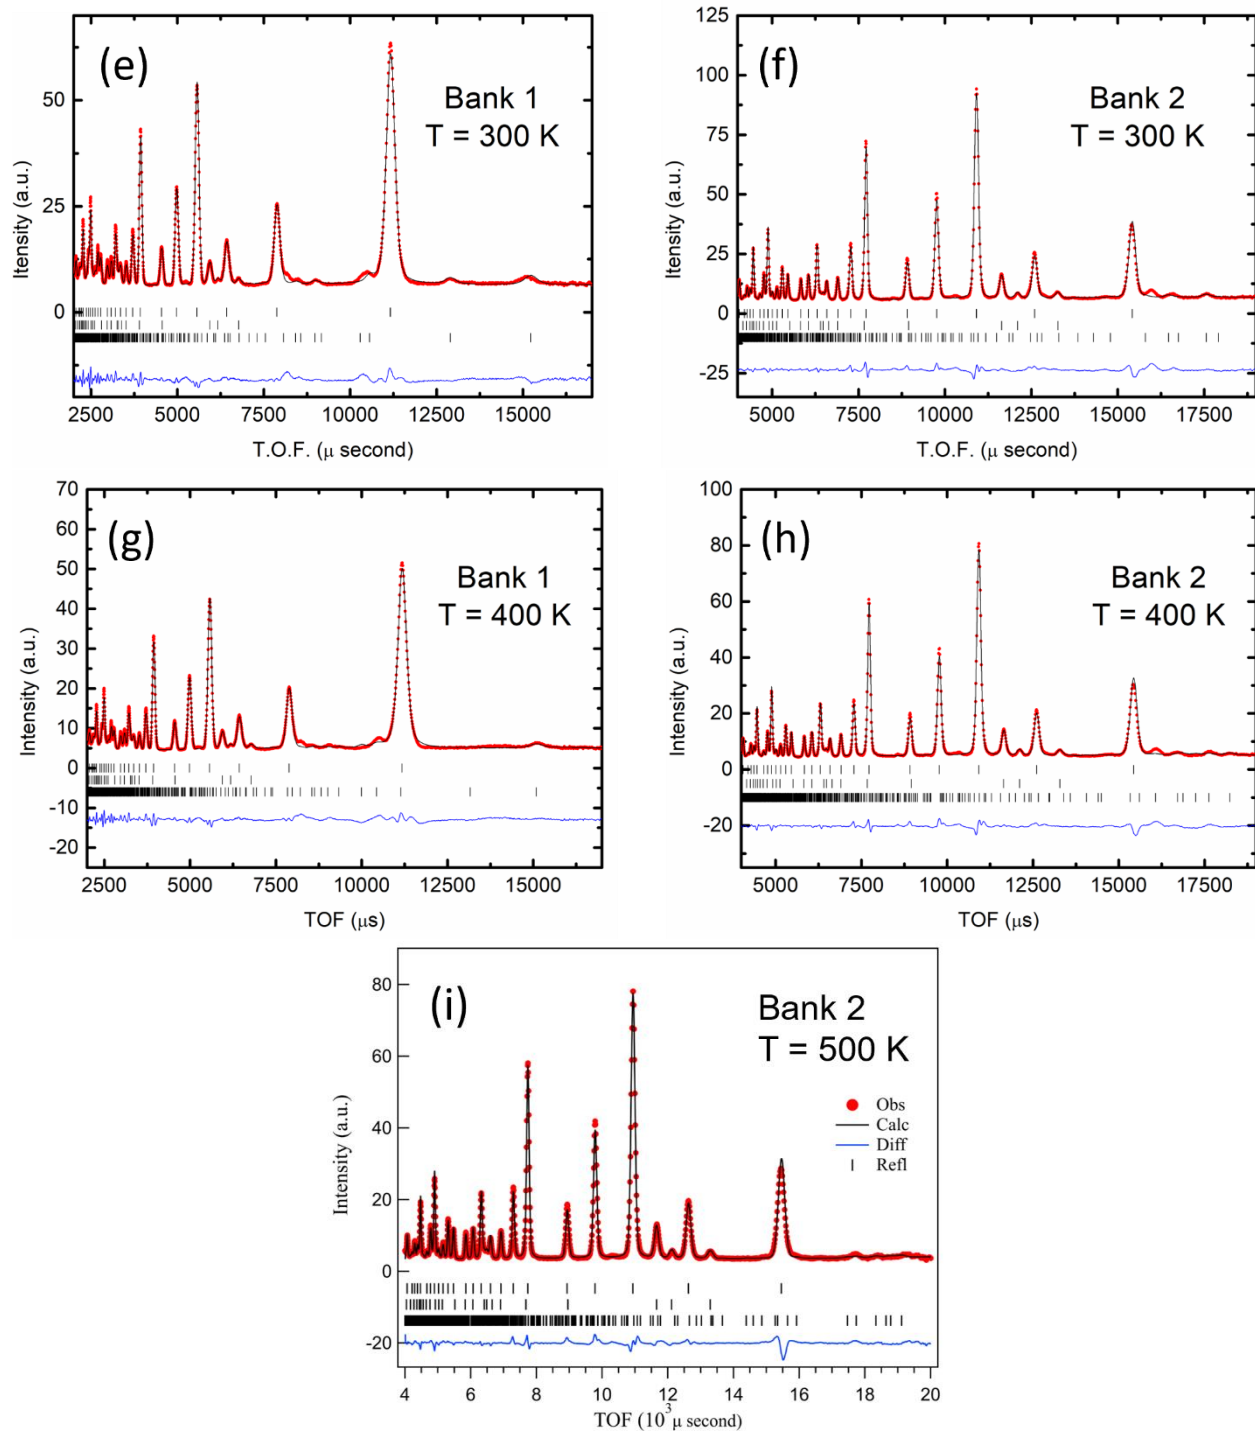 (e)
Bank 1
T = 300 K
Itensity (a.u.)
50
25
0
2500 5000 7500 10000 12500 15000
T.O.F. (μ second)
(f)
Bank 2
T = 300 K
Itensity (a.u.)
125
100
75
50
25
0
-25
5000 7500 10000 12500 15000 17500
T.O.F. (μ second)
(g)
Bank 1
T = 400 K
Intensity (a.u.)
70
60
50
40
30
20
10
0
-10
-20
2500 5000 7500 10000 12500 15000
TOF (μs)
(h)
Bank 2
T = 400 K
Intensity (a.u.)
100
80
60
40
20
0
-20
5000 7500 10000 12500 15000 17500
TOF (μs)
(i)
Bank 2
T = 500 K
Obs
Calc
Diff
Refl
Intensity (a.u.)
80
60
40
20
0
-20
4 6 8 10 12 14 16 18 20
TOF (10³μ second)